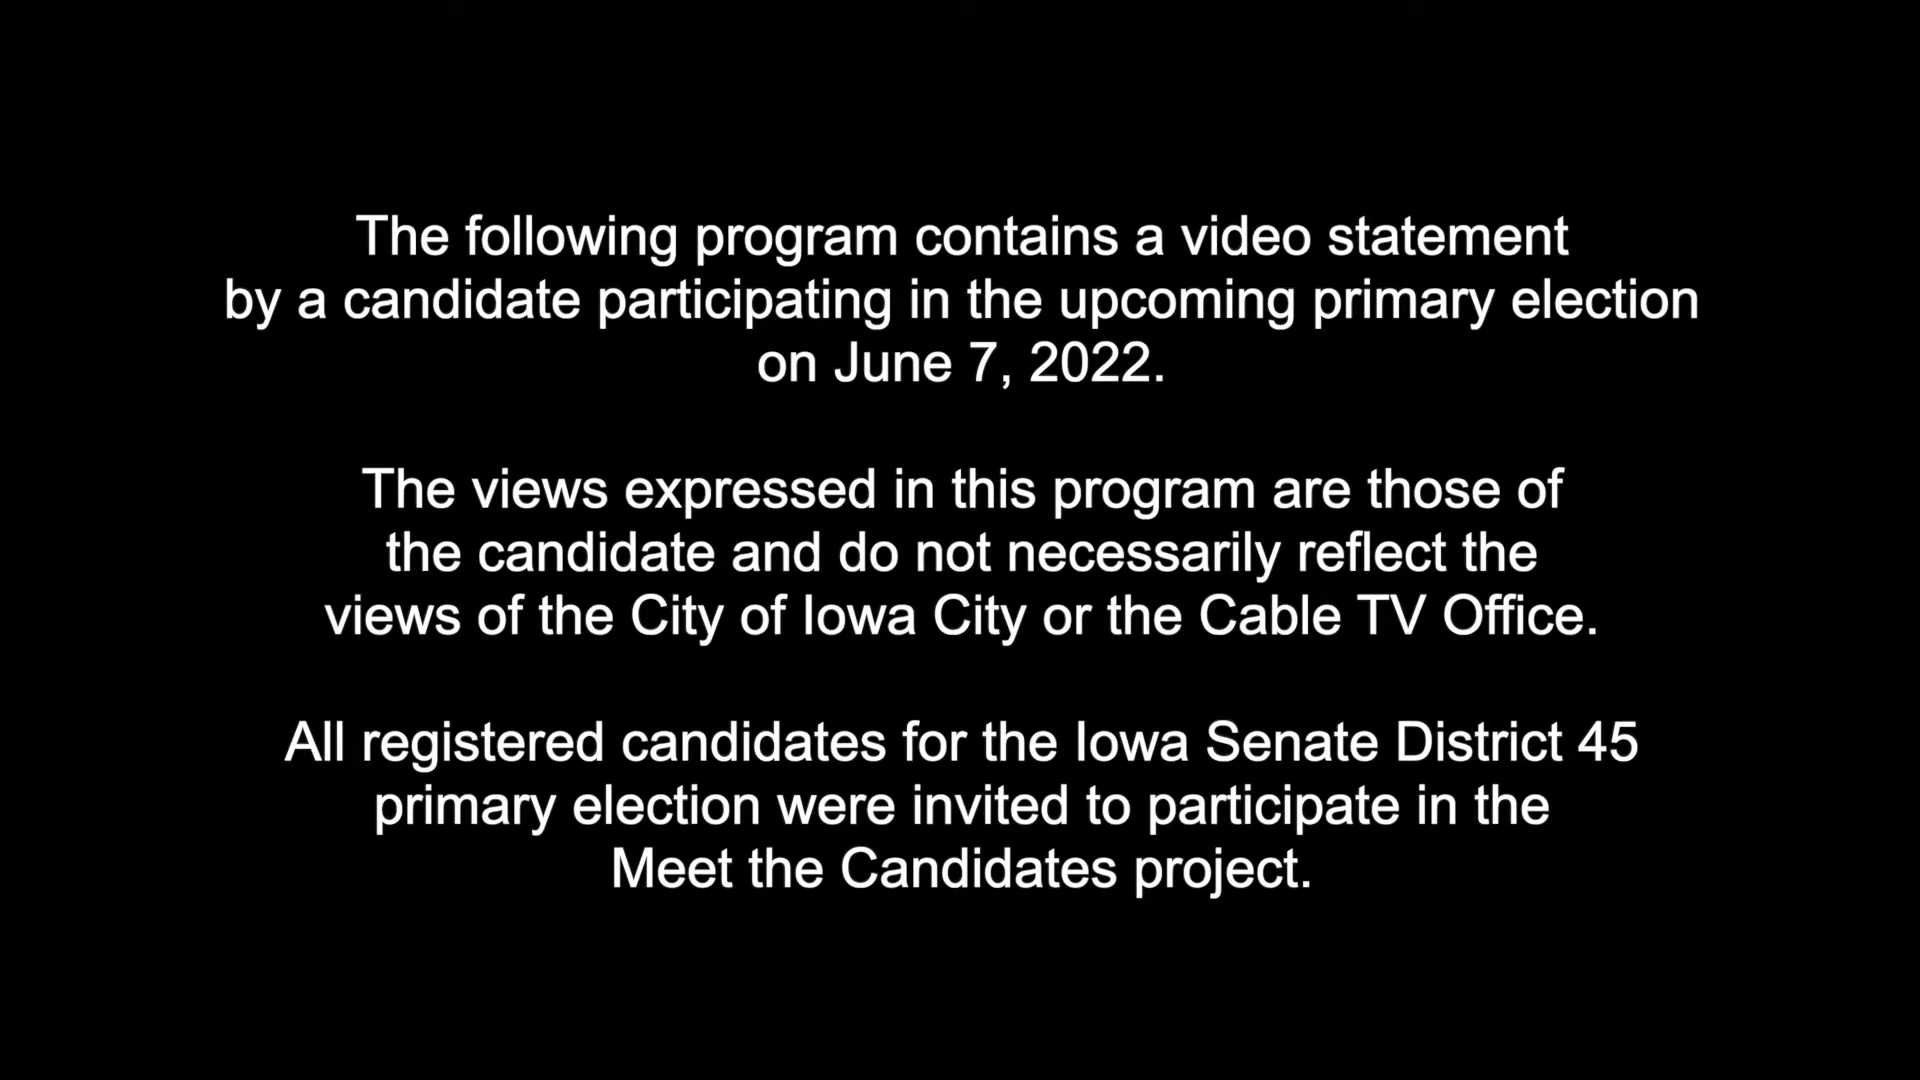 The following program contains a video statement
by a candidate participating in the upcoming primary election
on June 7, 2022.
The views expressed in this program are those of
the candidate and do not necessarily reflect the
views of the City of Iowa City or the Cable TV Office.
All registered candidates for the Iowa Senate District 45
primary election were invited to participate in the
Meet the Candidates project.